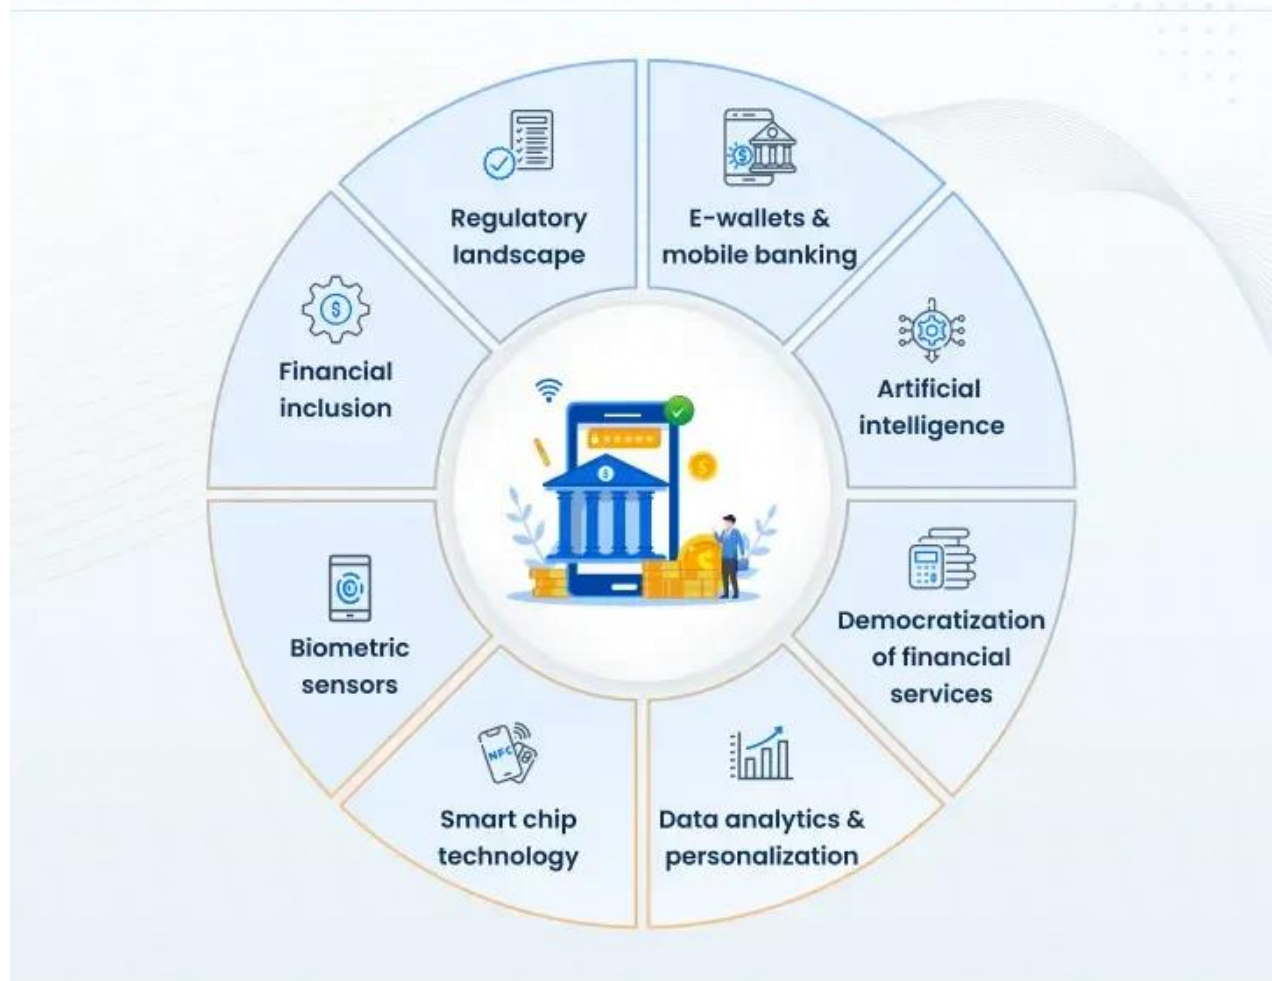 Regulatory
landscape
E-wallets &
mobile banking
Financial
inclusion
Artificial
intelligence
Biometric
sensors
Democratization
of financial
services
NFC
Smart chip
technology
Data analytics &
personalization